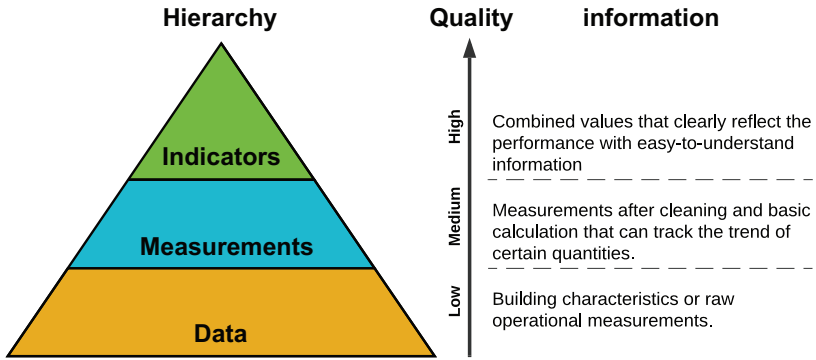 Hierarchy
Quality
information
Indicators
Measurements
Data
High
Medium
Low
Combined values that clearly reflect the
performance with easy-to-understand
information
Measurements after cleaning and basic
calculation that can track the trend of
certain quantities.
Building characteristics or raw
operational measurements.